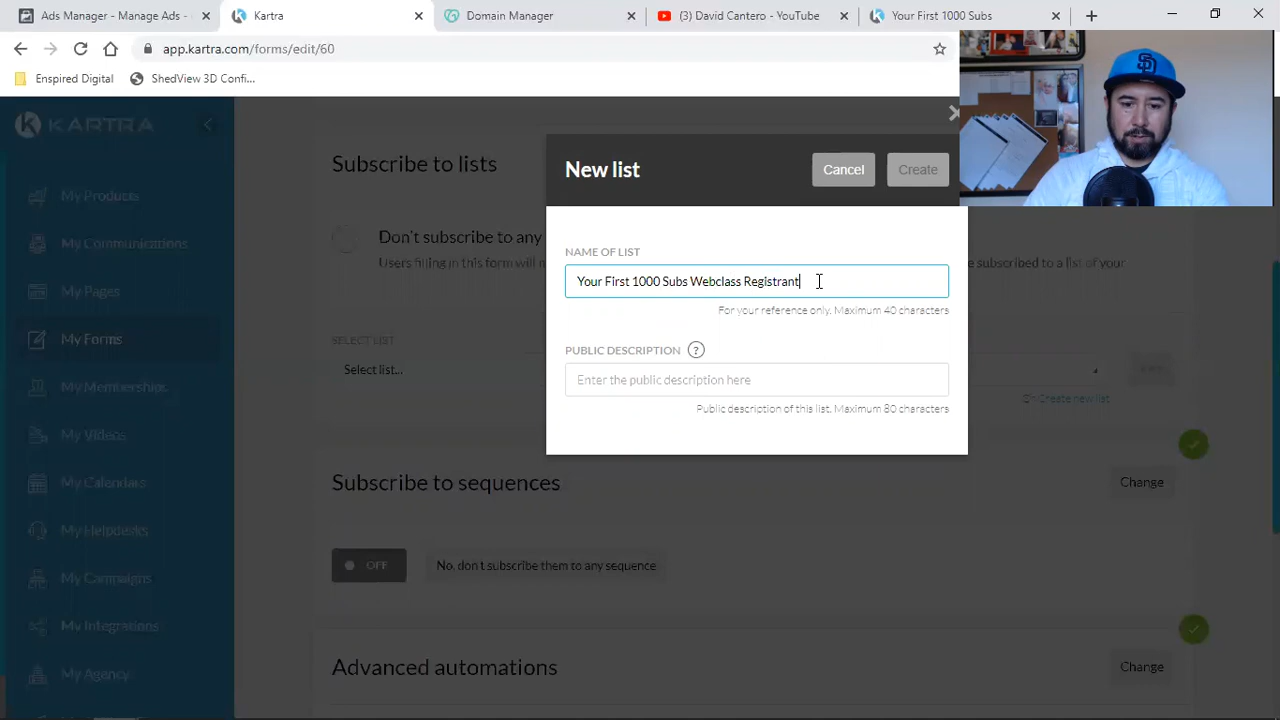 Ads Manager - Manage Ads -
Kartra
Domain Manager
(3) David Cantero - YouTube
Your First 1000 Subs
app.kartra.com/forms/edit/60
Enspired Digital
ShedView 3D Confi...
KARTRA
My Products
My Communications
My Pages
My Forms
My Memberships
My Videos
My Calendars
My Helpdesks
My Campaigns
My Integrations
My Agency
Subscribe to lists
Don't subscribe to any
Users filling in this form will n
e subscribed to a list of your
SELECT LIST
Select list...
Or Create new list
New list
Cancel
Create
NAME OF LIST
Your First 1000 Subs Webclass Registrant
For your reference only. Maximum 40 characters
PUBLIC DESCRIPTION ?
Enter the public description here
Public description of this list. Maximum 80 characters
Subscribe to sequences
Change
OFF
No, don't subscribe them to any sequence
Advanced automations
Change